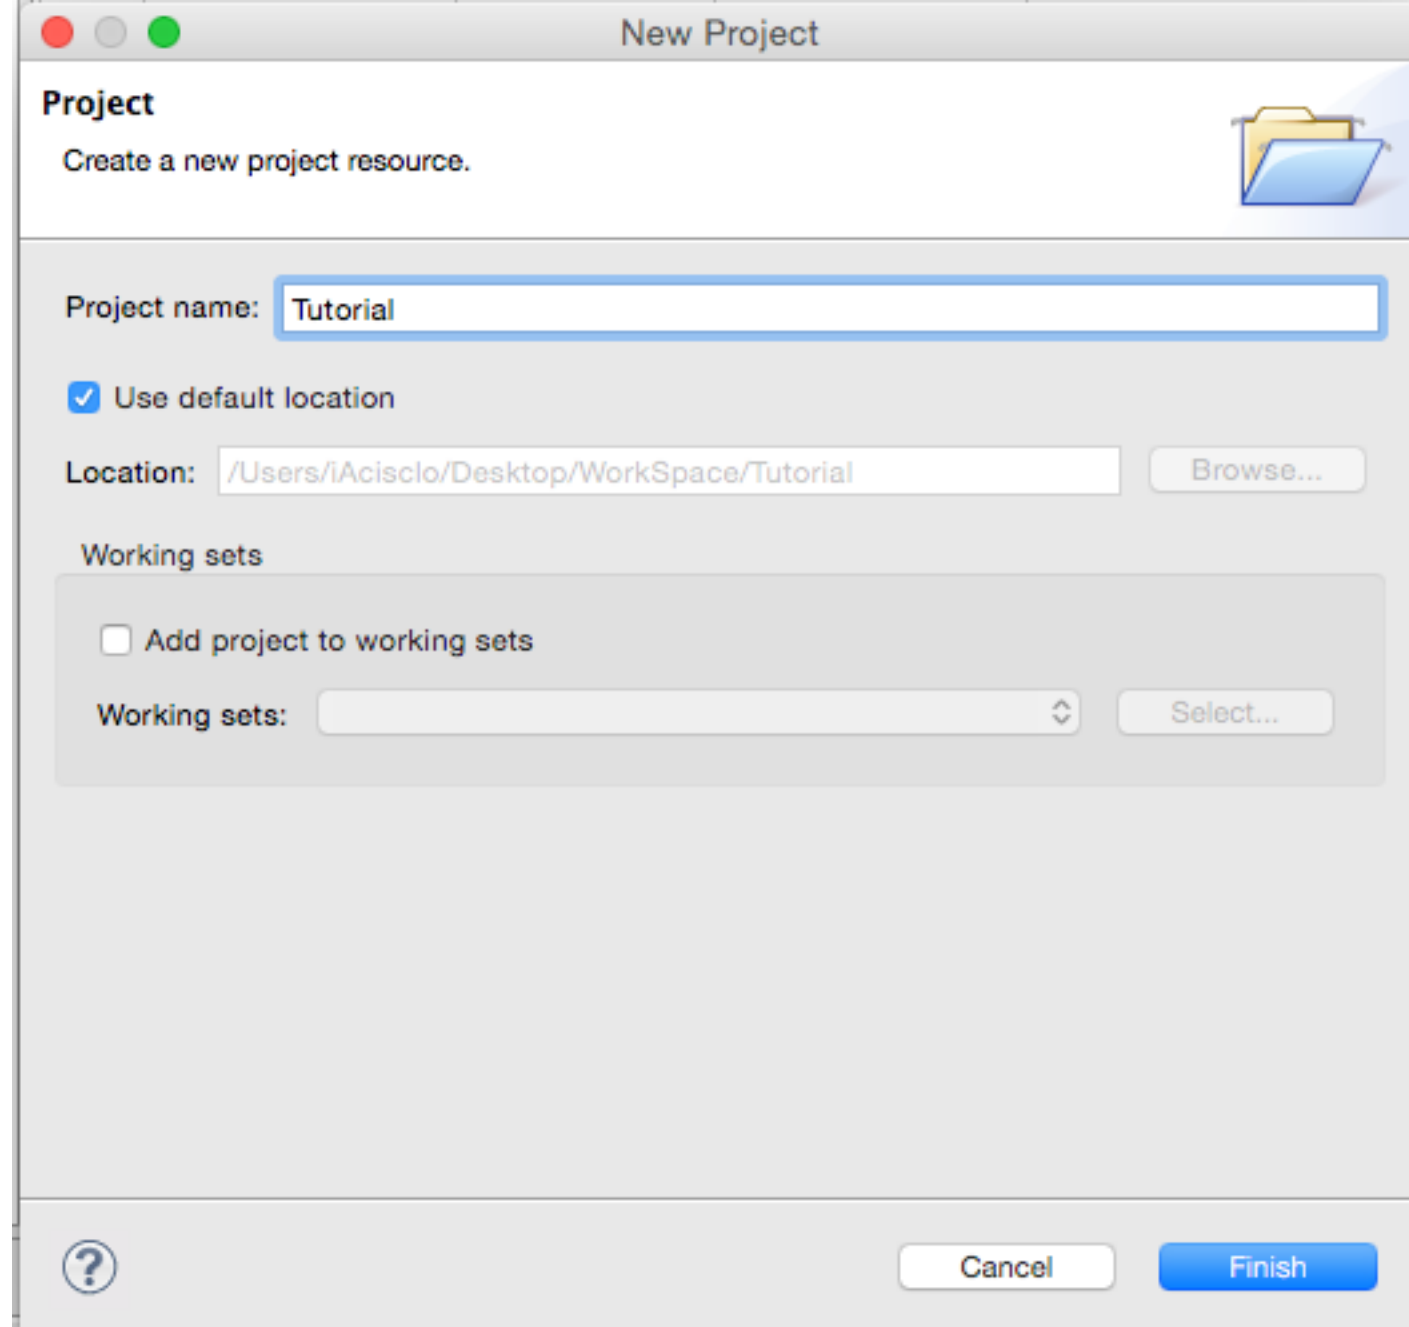 New Project
Project
Create a new project resource.
Project name: Tutorial
Use default location
Location: /Users/iAcisclo/Desktop/WorkSpace/Tutorial Browse...
Working sets
Add project to working sets
Working sets: Select...
? Cancel Finish